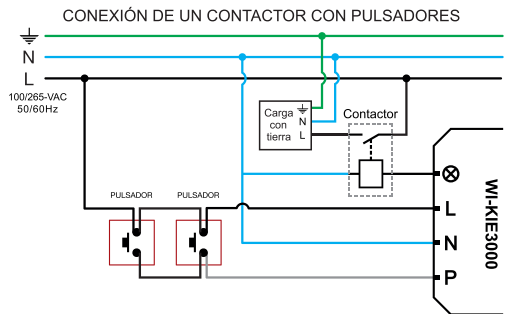 CONEXIÓN DE UN CONTACTOR CON PULSADORES
N
L
100/265-VAC
50/60Hz
Carga
con
tierra
N
L
Contactor
PULSADOR
PULSADOR
L
N
P
WI-KIE3000